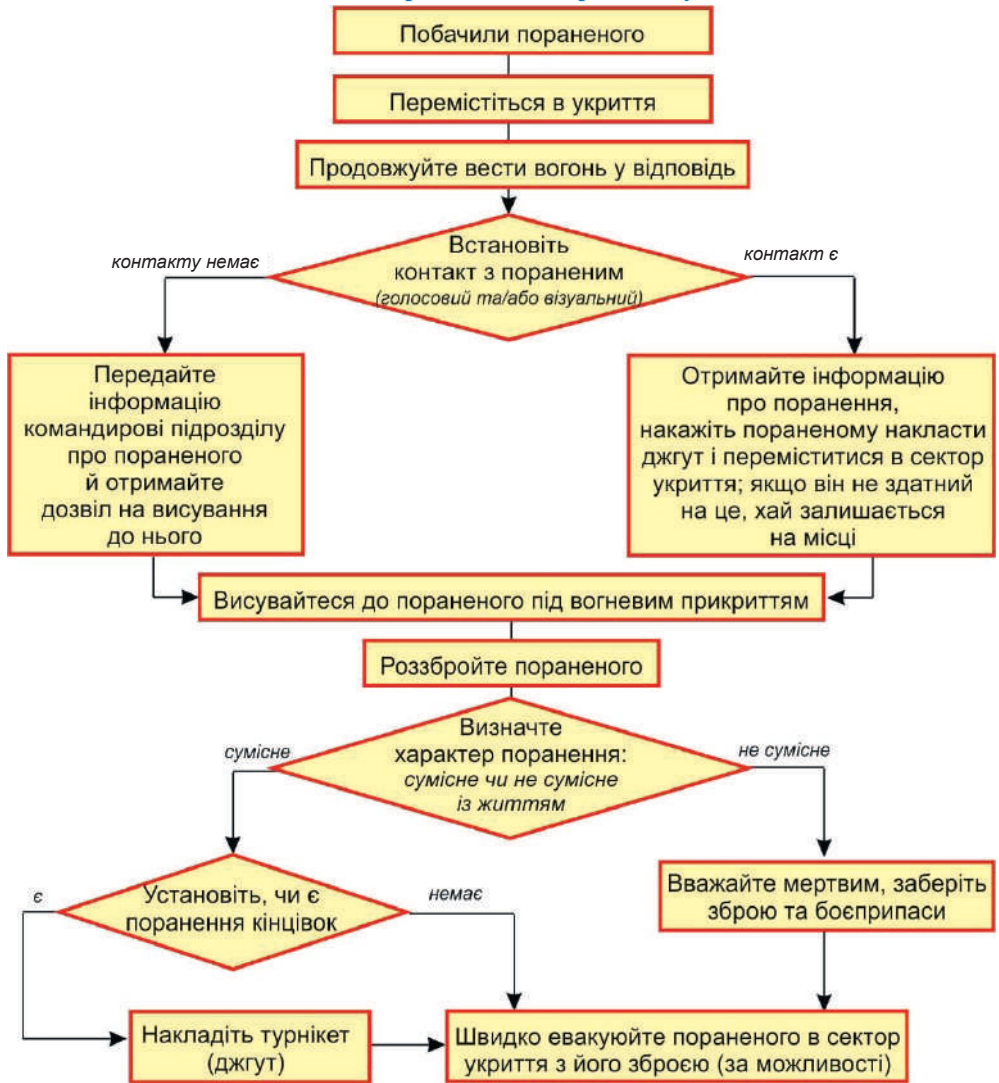 Побачили пораненого
Перемістіться в укриття
Продовжуйте вести вогонь у відповідь
Встановіть
контакт з пораненим
(голосовий та/або візуальний)
контакту немає
контакт є
Передайте
інформацію
командирові підрозділу
про пораненого
й отримайте
дозвіл на висування
до нього
Отримайте інформацію
про поранення,
накажіть пораненому накласти
джгут і переміститися в сектор
укриття; якщо він не здатний
на це, хай залишається
на місці
Висувайтеся до пораненого під вогневим прикриттям
Роззбройте пораненого
Визначте
характер поранення:
сумісне чи не сумісне
із життям
сумісне
не сумісне
Установіть, чи є
поранення кінцівок
є
немає
Вважайте мертвим, заберіть
зброю та боєприпаси
Накладіть турнікет
(джгут)
Швидко евакуюйте пораненого в сектор
укриття з його зброєю (за можливості)